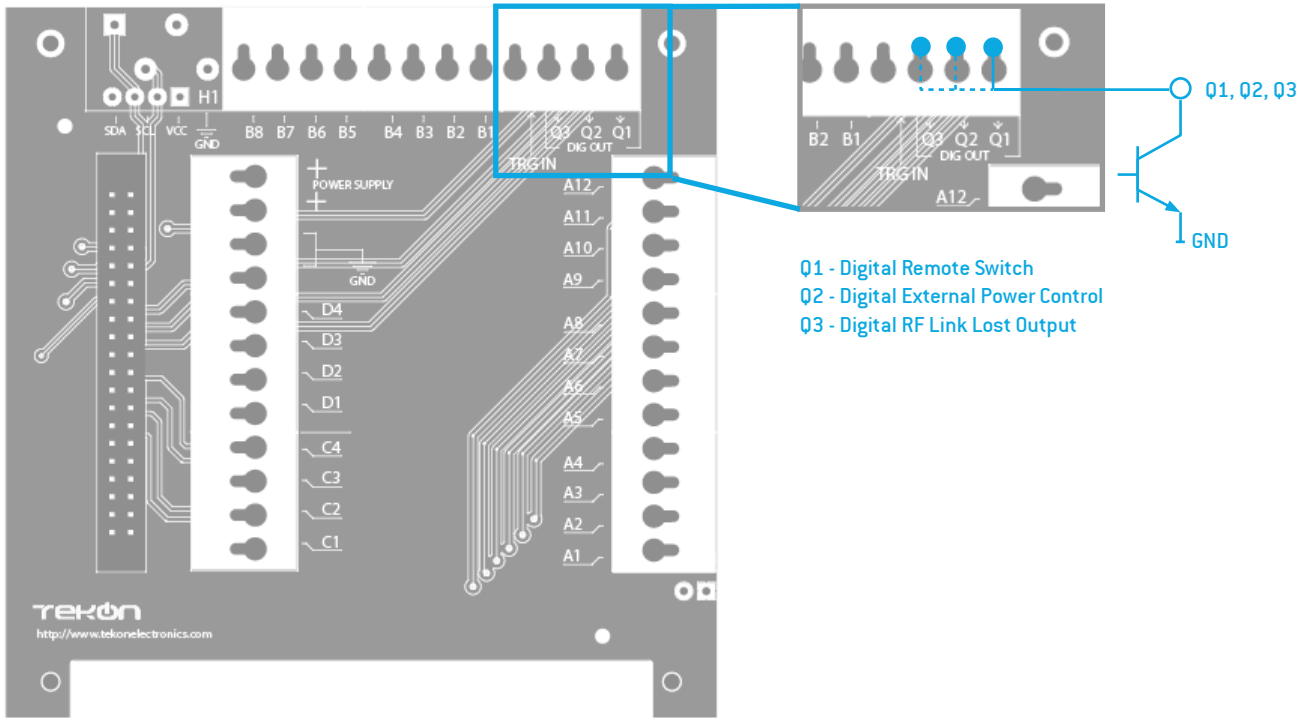 H1
SDA SCL VCC GND B8 B7 B6 B5 B4 B3 B2 B1 Q3 Q2 Q1
DIG OUT
TRG IN
+
POWER SUPPLY
+
GND
D4
D3
D2
D1
C4
C3
C2
C1
A12
A11
A10
A9
A8
A7
A6
A5
A4
A3
A2
A1
TEKON
http://www.tekonelectronics.com
B2 B1 Q3 Q2 Q1
DIG OUT
TRG IN
A12
Q1, Q2, Q3
GND
Q1 - Digital Remote Switch
Q2 - Digital External Power Control
Q3 - Digital RF Link Lost Output